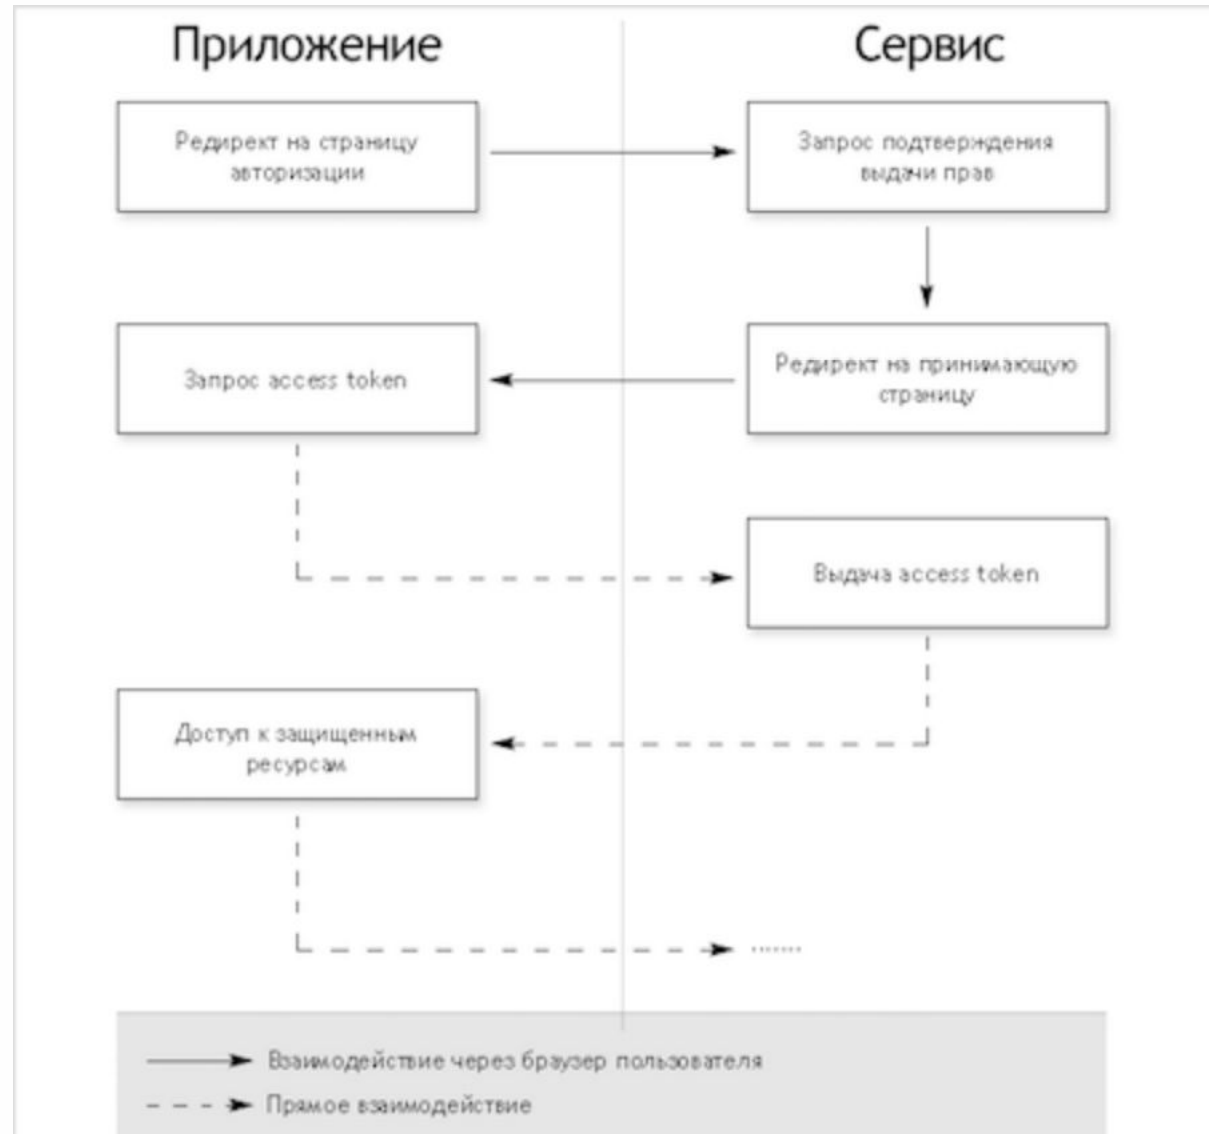 Приложение
Сервис
Редирект на страницу
авторизации
Запрос подтверждения
выдачи прав
Запрос access token
Редирект на принимающую
страницу
Выдача access token
Доступ к защищенным
ресурсам
.......
Взаимодействие через браузер пользователя
Прямое взаимодействие